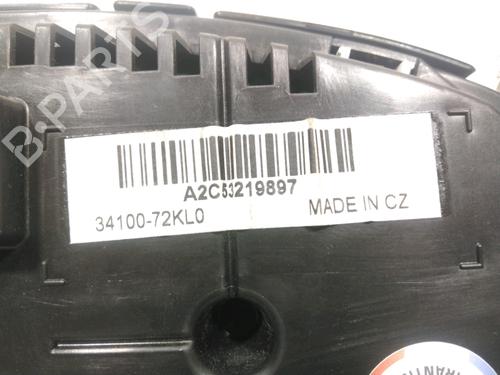 B-PARTS
A2C53219897
34100-72KL0
MADE IN CZ